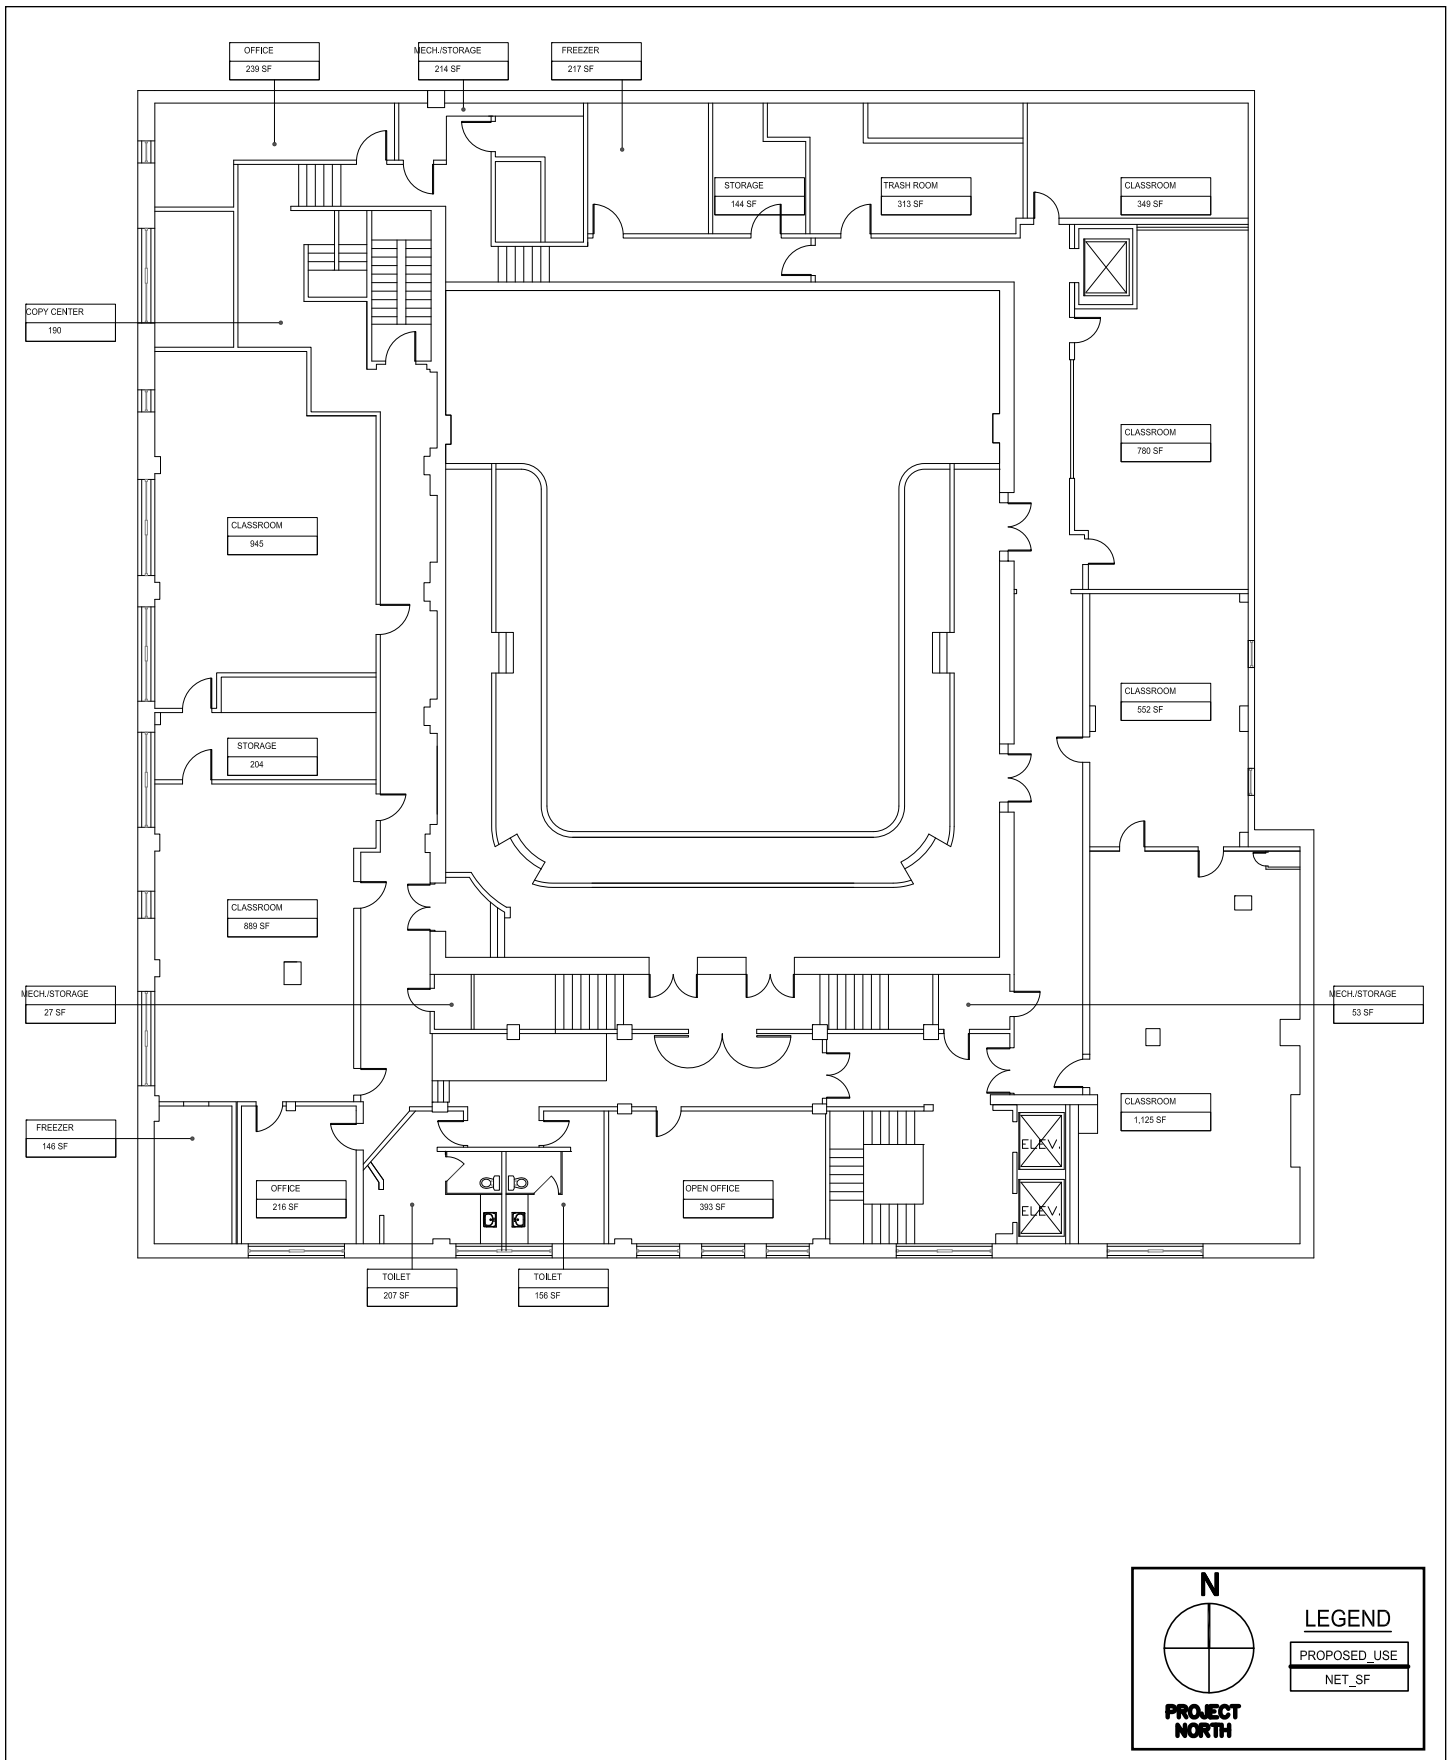 OFFICE
239 SF
MECH./STORAGE
214 SF
FREEZER
217 SF
STORAGE
144 SF
TRASH ROOM
313 SF
CLASSROOM
349 SF
COPY CENTER
190
CLASSROOM
780 SF
CLASSROOM
945
CLASSROOM
552 SF
STORAGE
204
CLASSROOM
889 SF
MECH./STORAGE
27 SF
MECH./STORAGE
53 SF
FREEZER
146 SF
CLASSROOM
1,125 SF
ELEV.
ELEV.
OFFICE
216 SF
OPEN OFFICE
393 SF
TOILET
207 SF
TOILET
156 SF
N
PROJECT
NORTH
LEGEND
PROPOSED_USE
NET_SF